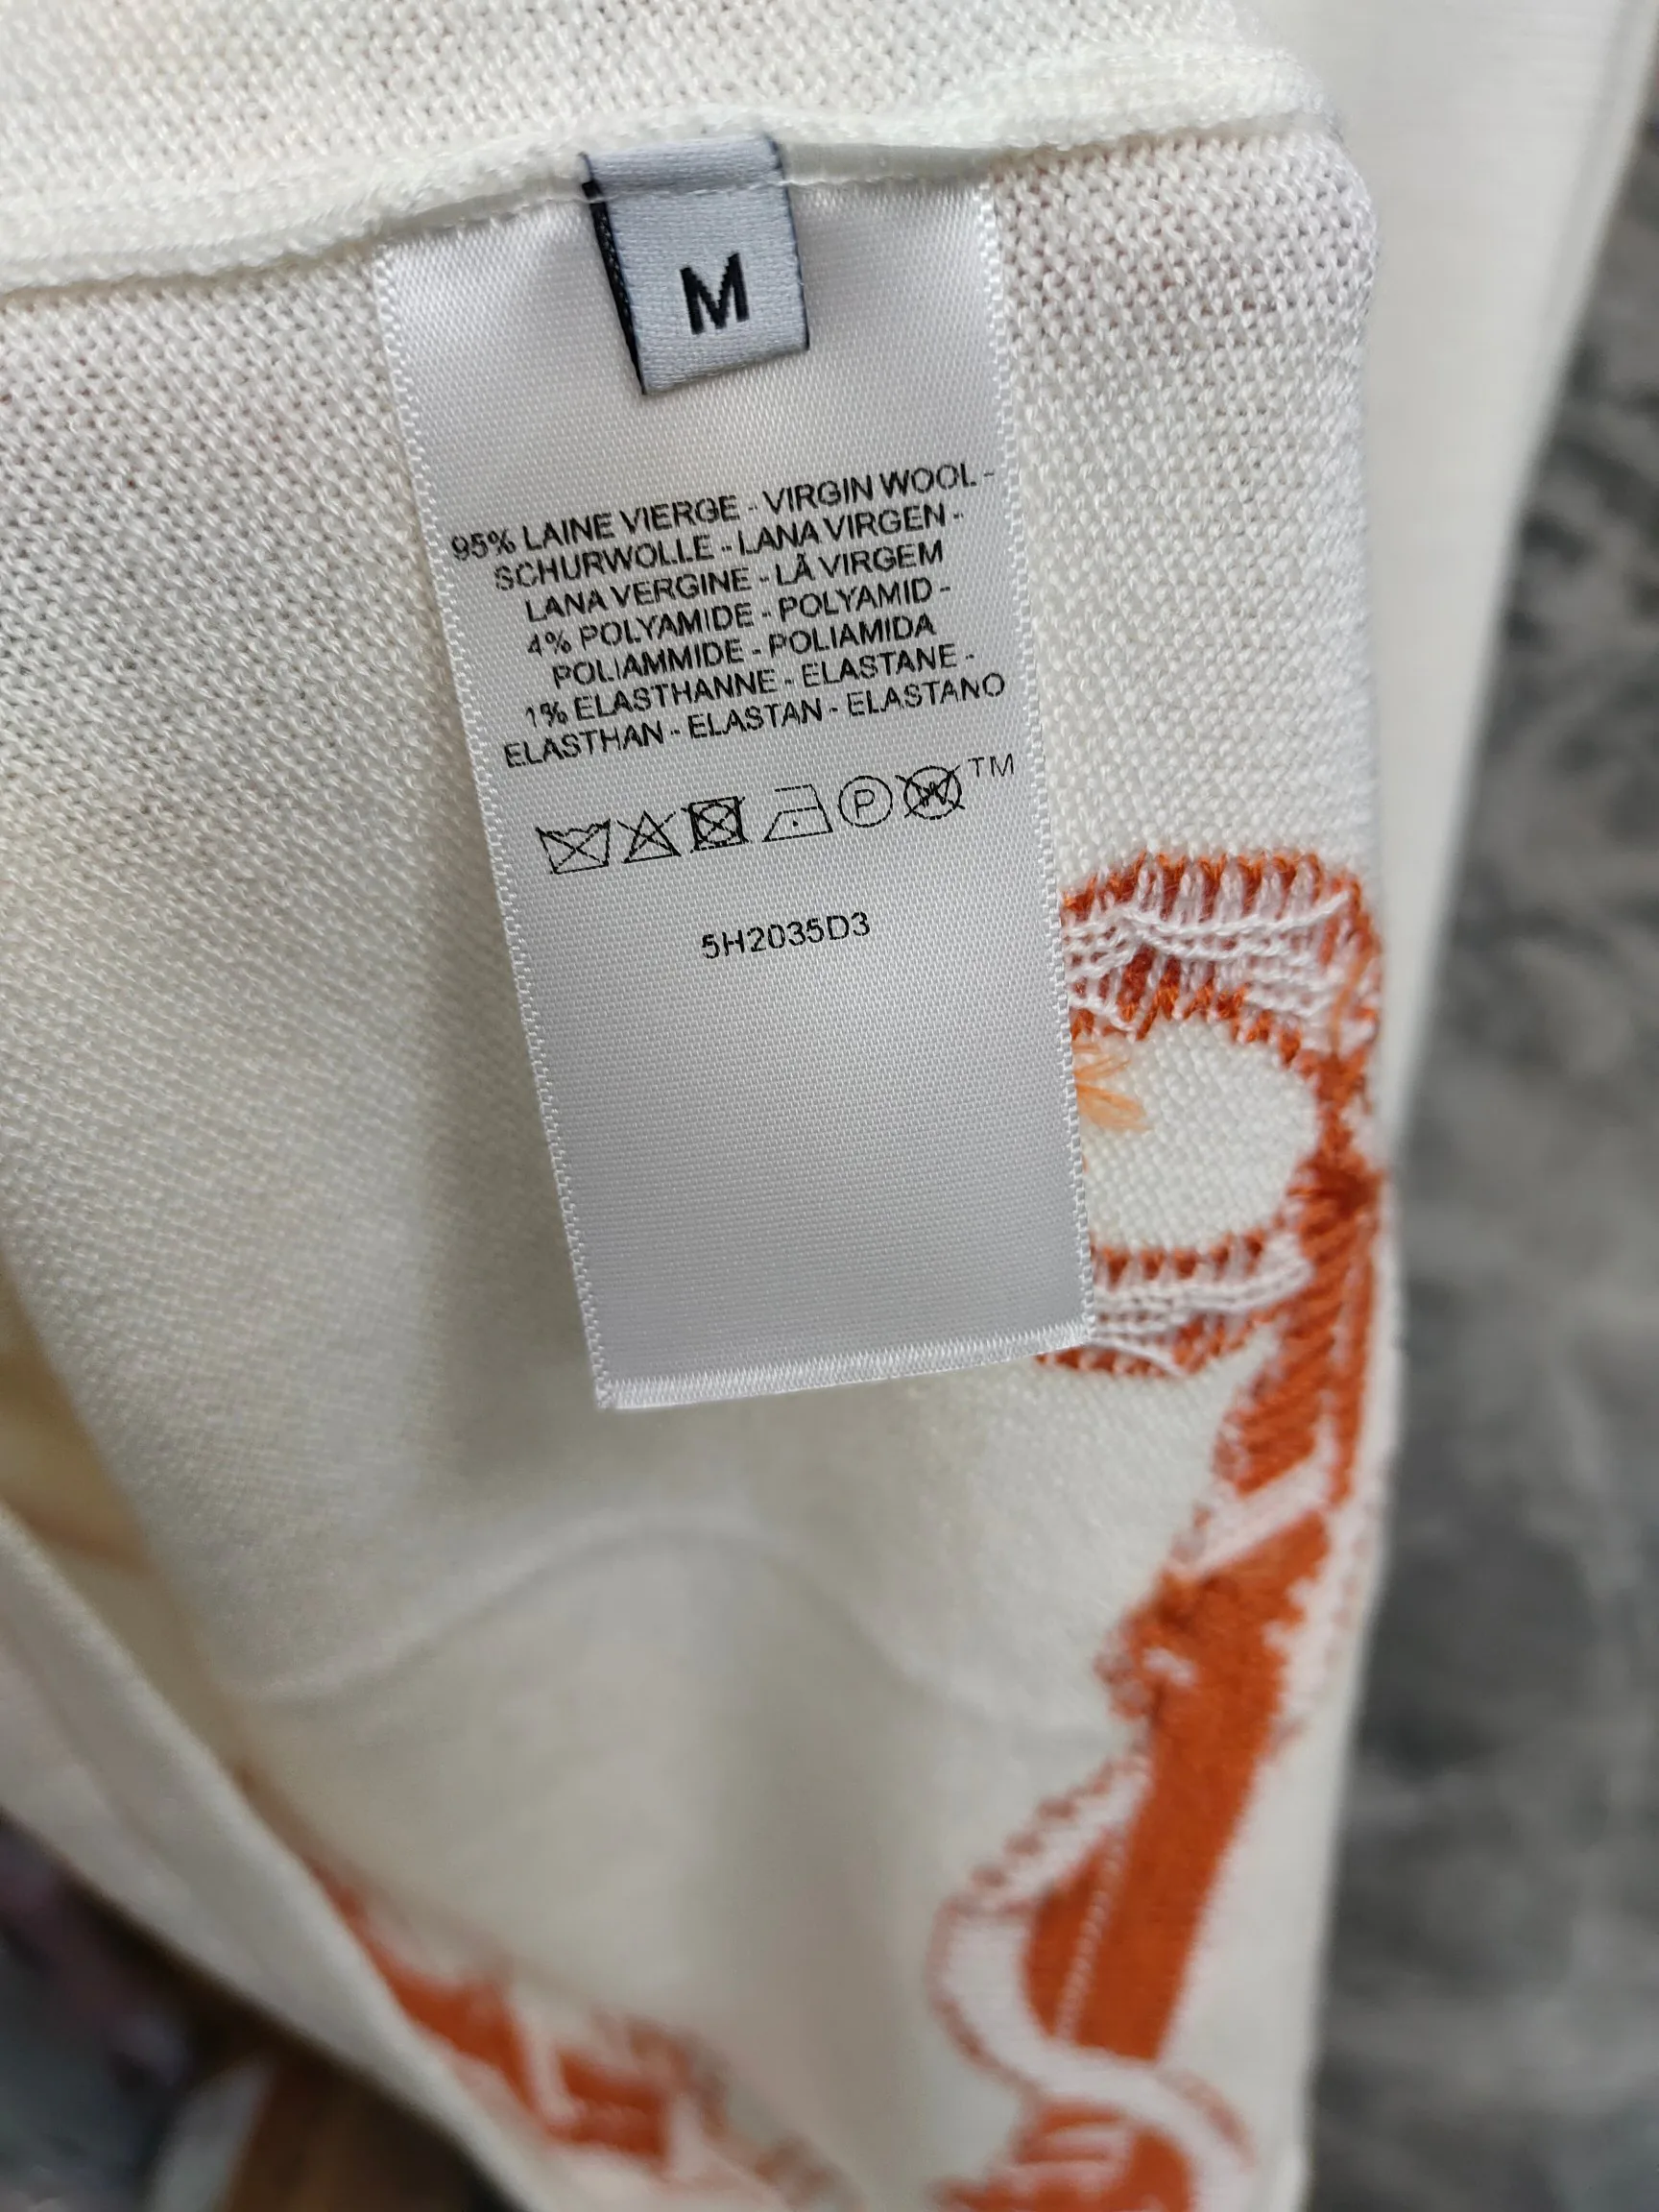 M
95% LAINE VIERGE - VIRGIN WOOL -
SCHURWOLLE - LANA VIRGEN -
LANA VERGINE - LÃ VIRGEM
4% POLYAMIDE - POLYAMID -
POLIAMMIDE - POLIAMIDA
1% ELASTHANNE - ELASTANE -
ELASTHAN - ELASTAN - ELASTANO
P W TM
5H2035D3